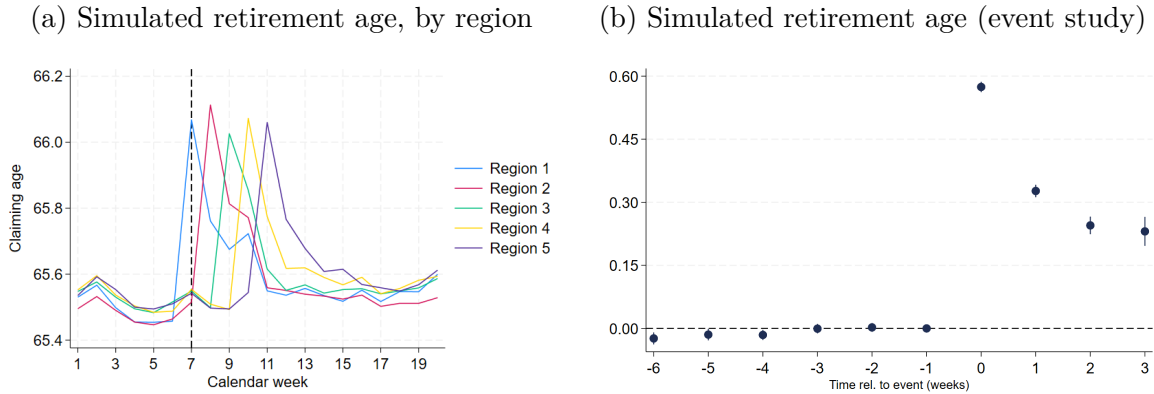 (a) Simulated retirement age, by region
66.2
66.0
65.8
65.6
65.4
Claiming age
1 3 5 7 9 11 13 15 17 19
Calendar week
Region 1
Region 2
Region 3
Region 4
Region 5
(b) Simulated retirement age (event study)
0.60
0.45
0.30
0.15
0.00
-6 -5 -4 -3 -2 -1 0 1 2 3
Time rel. to event (weeks)